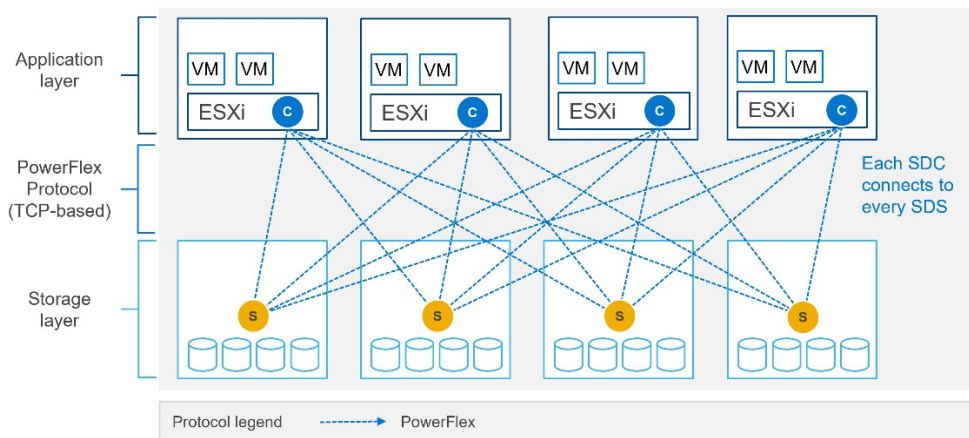 Application
layer
VM VM
ESXi C
VM VM
ESXi C
VM VM
ESXi C
VM VM
ESXi C
PowerFlex
Protocol
(TCP-based)
Each SDC
connects to
every SDS
Storage
layer
S
S
S
S
Protocol legend PowerFlex